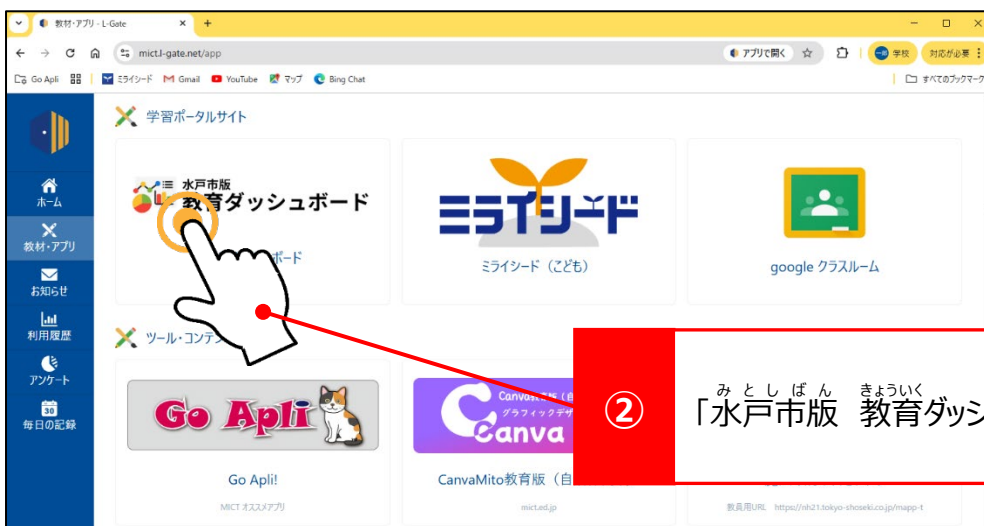 教材・アプリ - L-Gate
mict.l-gate.net/app
アプリで開く
学校
対応が必要
Go Apli
ミライシード
Gmail
YouTube
マップ
Bing Chat
すべてのブックマーク
ホーム
教材・アプリ
お知らせ
利用履歴
アンケート
30
毎日の記録
学習ポータルサイト
水戸市版
教育ダッシュボード
ボード
ミライシード
ミライシード（こども）
google クラスルーム
ツール・コンテン
Go Apli
Go Apli!
MICT オススメアプリ
Canva教育版（自
グラフィックデザ
Canva
CanvaMito教育版（自
mict.ed.jp
教員用URL https://nh21.tokyo-shoseki.co.jp/mapp-t
②
みとしばん きょういく
「水戸市版 教育ダッシ